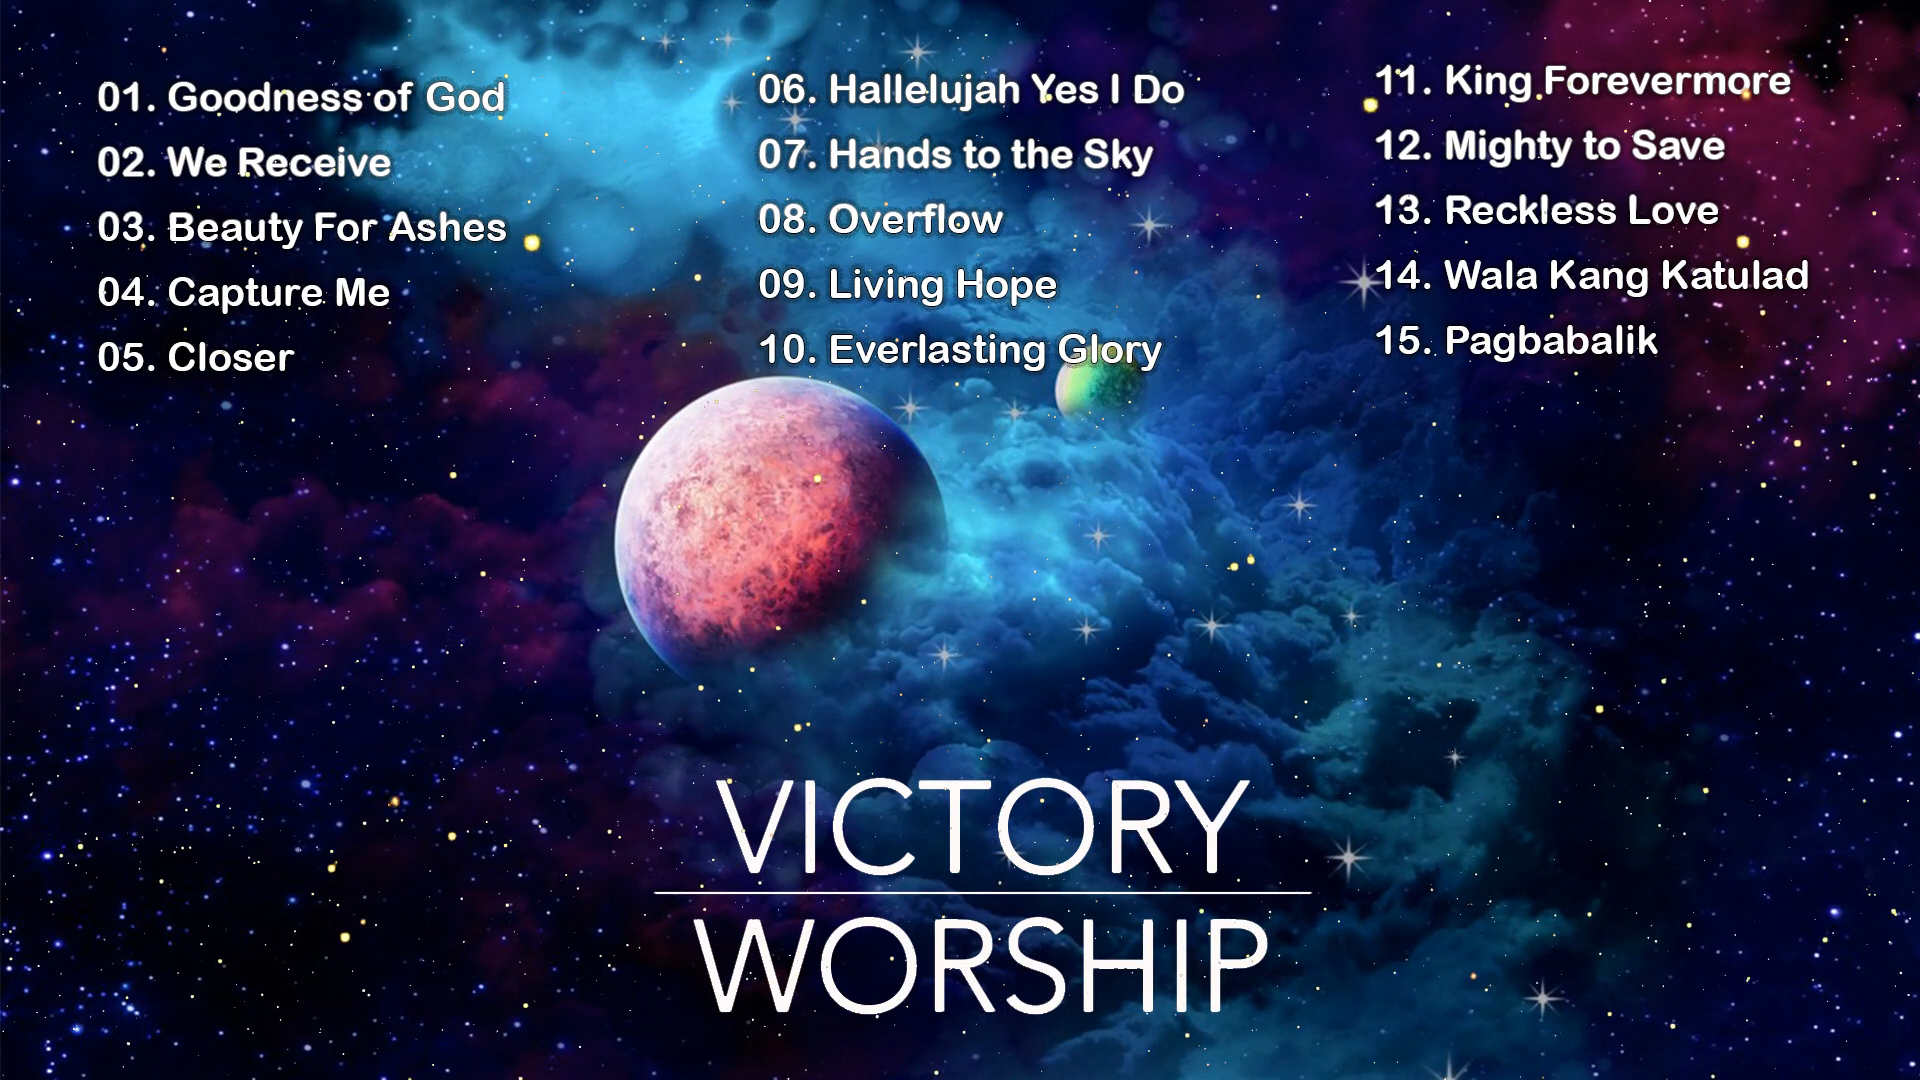 01. Goodness of God
02. We Receive
03. Beauty For Ashes
04. Capture Me
05. Closer
06. Hallelujah Yes I Do
07. Hands to the Sky
08. Overflow
09. Living Hope
10. Everlasting Glory
11. King Forevermore
12. Mighty to Save
13. Reckless Love
14. Wala Kang Katulad
15. Pagbabalik
VICTORY
WORSHIP